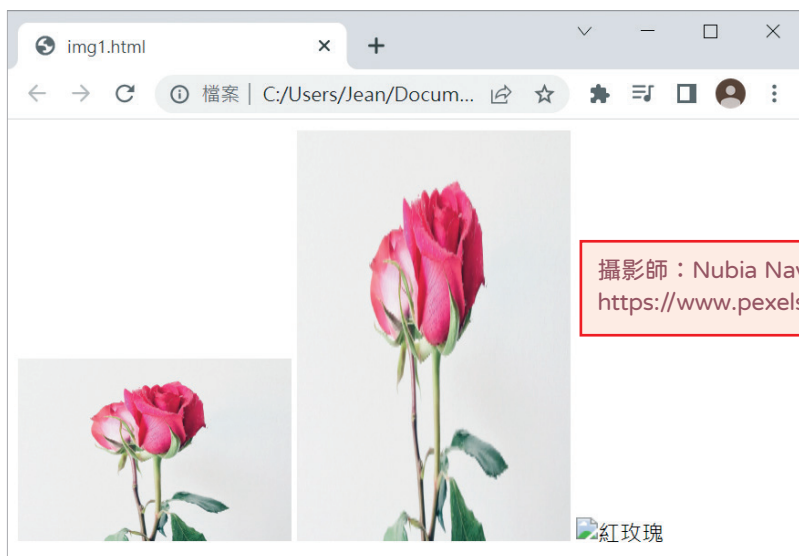 img1.html
檔案 C:/Users/Jean/Docum...
攝影師：Nubia Nav
https://www.pexels
紅玫瑰